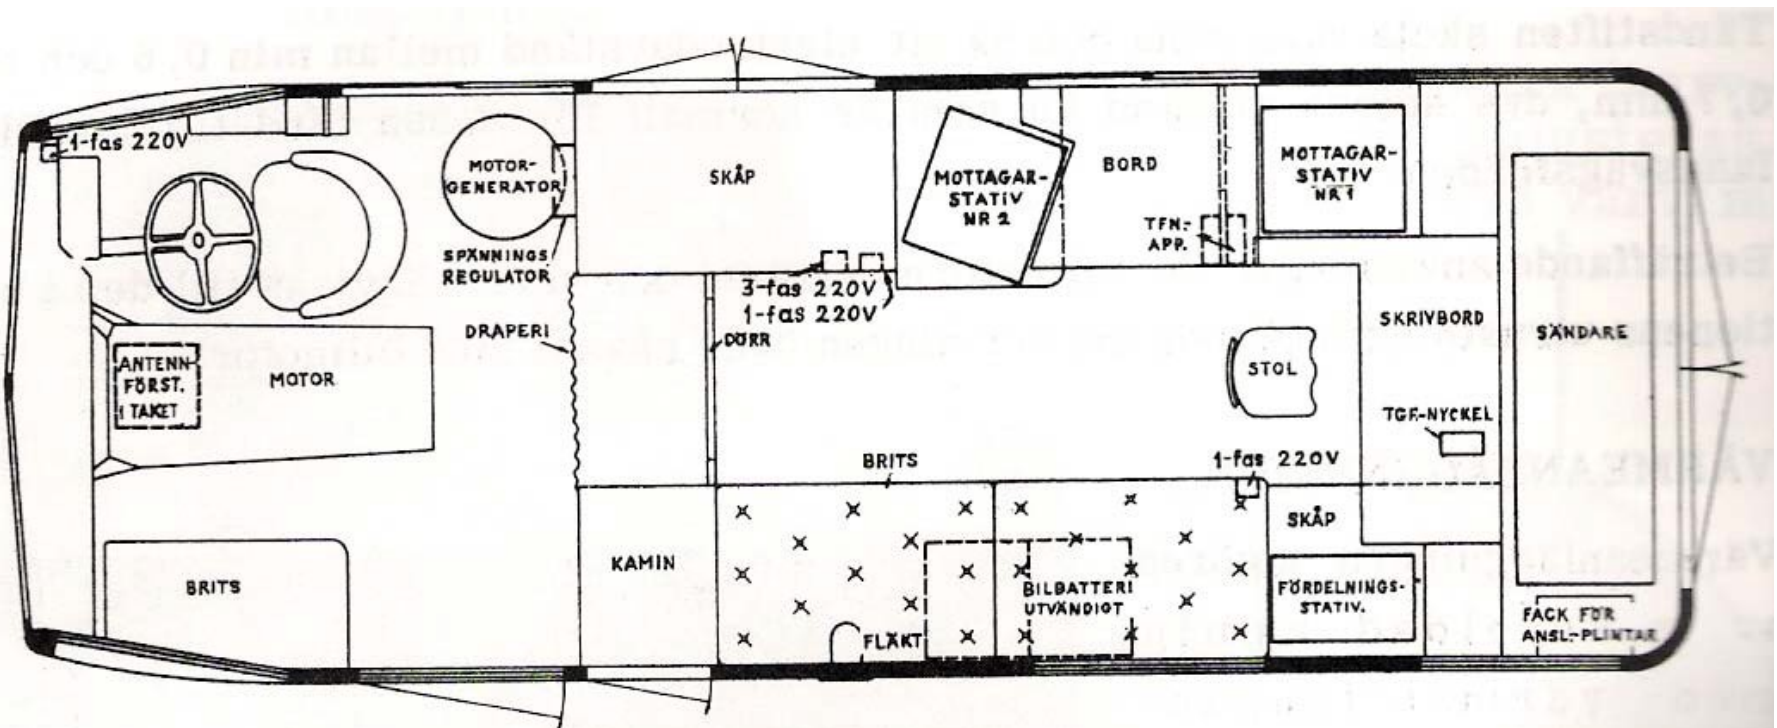 1-fas 220V
MOTOR-
GENERATOR
SPÄNNINGS
REGULATOR
SKÅP
3-fas 220V
1-fas 220V
MOTTAGAR-
STATIV
NR 2
BORD
TFN.-
APP.
MOTTAGAR-
STATIV
NR 1
DRAPERI
DÖRR
ANTENN-
FÖRST.
I TAKET
MOTOR
STOL
SKRIVBORD
SÄNDARE
TGF.-NYCKEL
BRITS
1-fas 220V
SKÅP
KAMIN
BRITS
BILBATTERI
UTVÄNDIGT
FLÄKT
FÖRDELNINGS-
STATIV.
FACK FÖR
ANSL.-PLINTAR